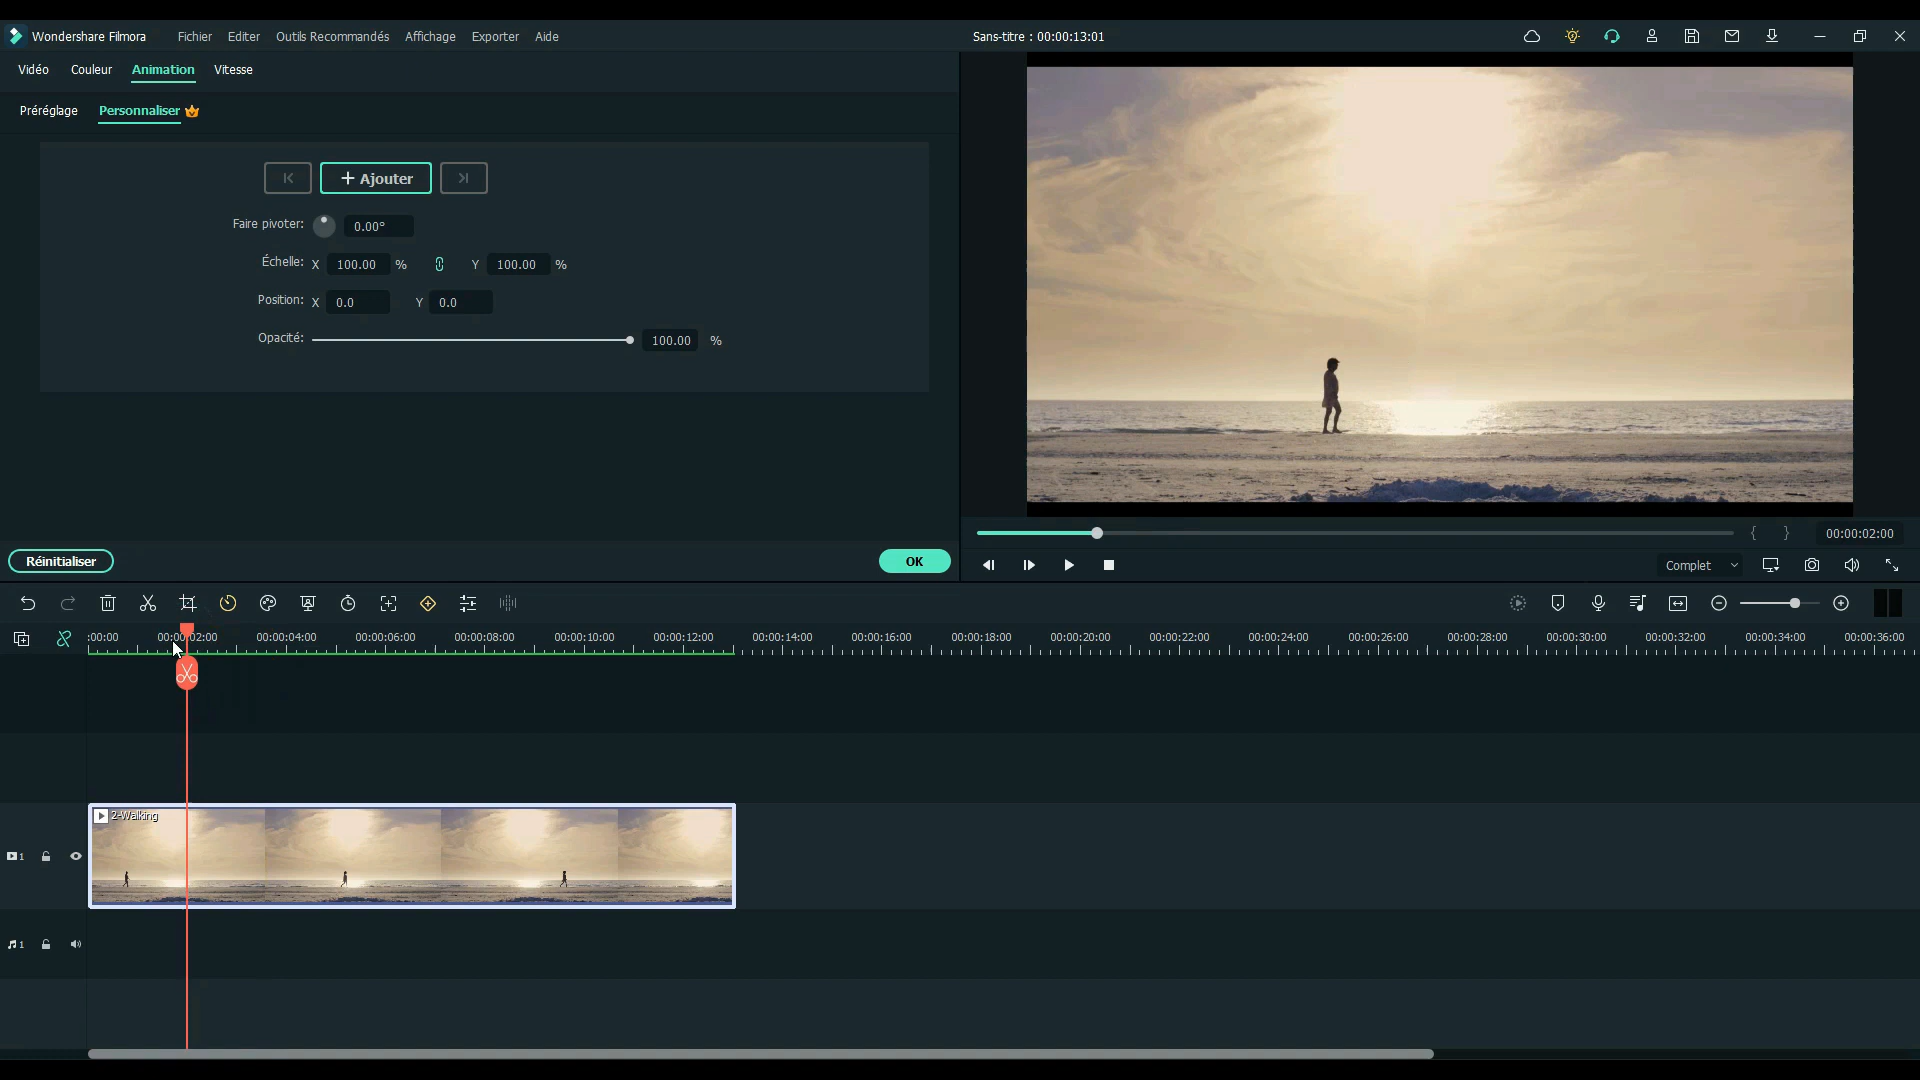 Wondershare Filmora Fichier Editer Outils Recommandés Affichage Exporter Aide Sans-titre : 00:00:13:01
Vidéo Couleur Animation Vitesse
Préréglage Personnaliser
+ Ajouter
Faire pivoter: 0.00°
Échelle: X 100.00 % Y 100.00 %
Position: X 0.0 Y 0.0
Opacité: 100.00 %
{ } 00:00:02:00
Réinitialiser OK Complet
:00:00 00:00:02:00 00:00:04:00 00:00:06:00 00:00:08:00 00:00:10:00 00:00:12:00 00:00:14:00 00:00:16:00 00:00:18:00 00:00:20:00 00:00:22:00 00:00:24:00 00:00:26:00 00:00:28:00 00:00:30:00 00:00:32:00 00:00:34:00 00:00:36:00
2-Walking
1
1